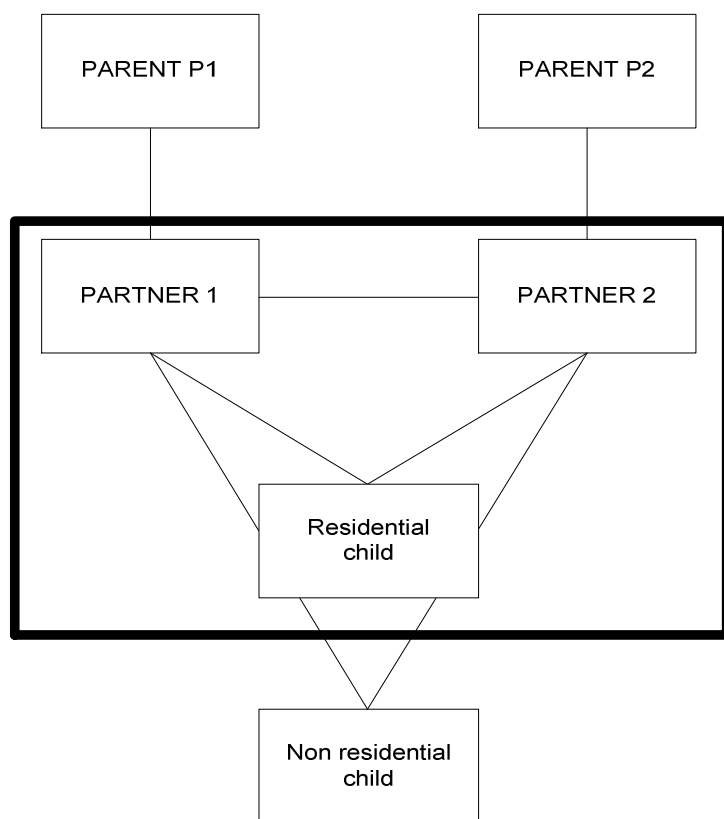 PARENT P1
PARENT P2
PARTNER 1
PARTNER 2
Residential
child
Non residential
child